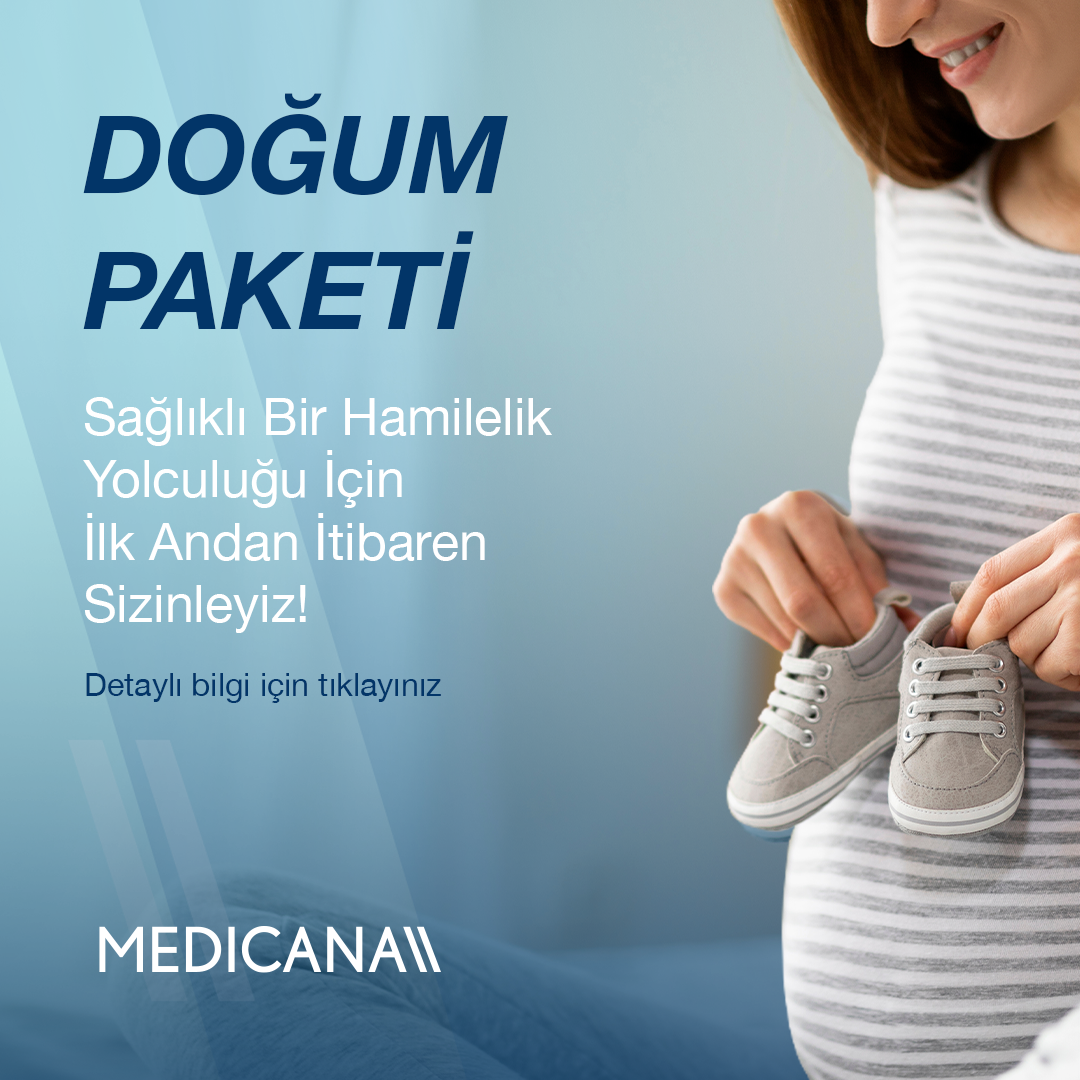 DOĞUM
PAKETİ
Sağlıklı Bir Hamilelik
Yolculuğu İçin
İlk Andan İtibaren
Sizinleyiz!
Detaylı bilgi için tıklayınız
MEDICANA